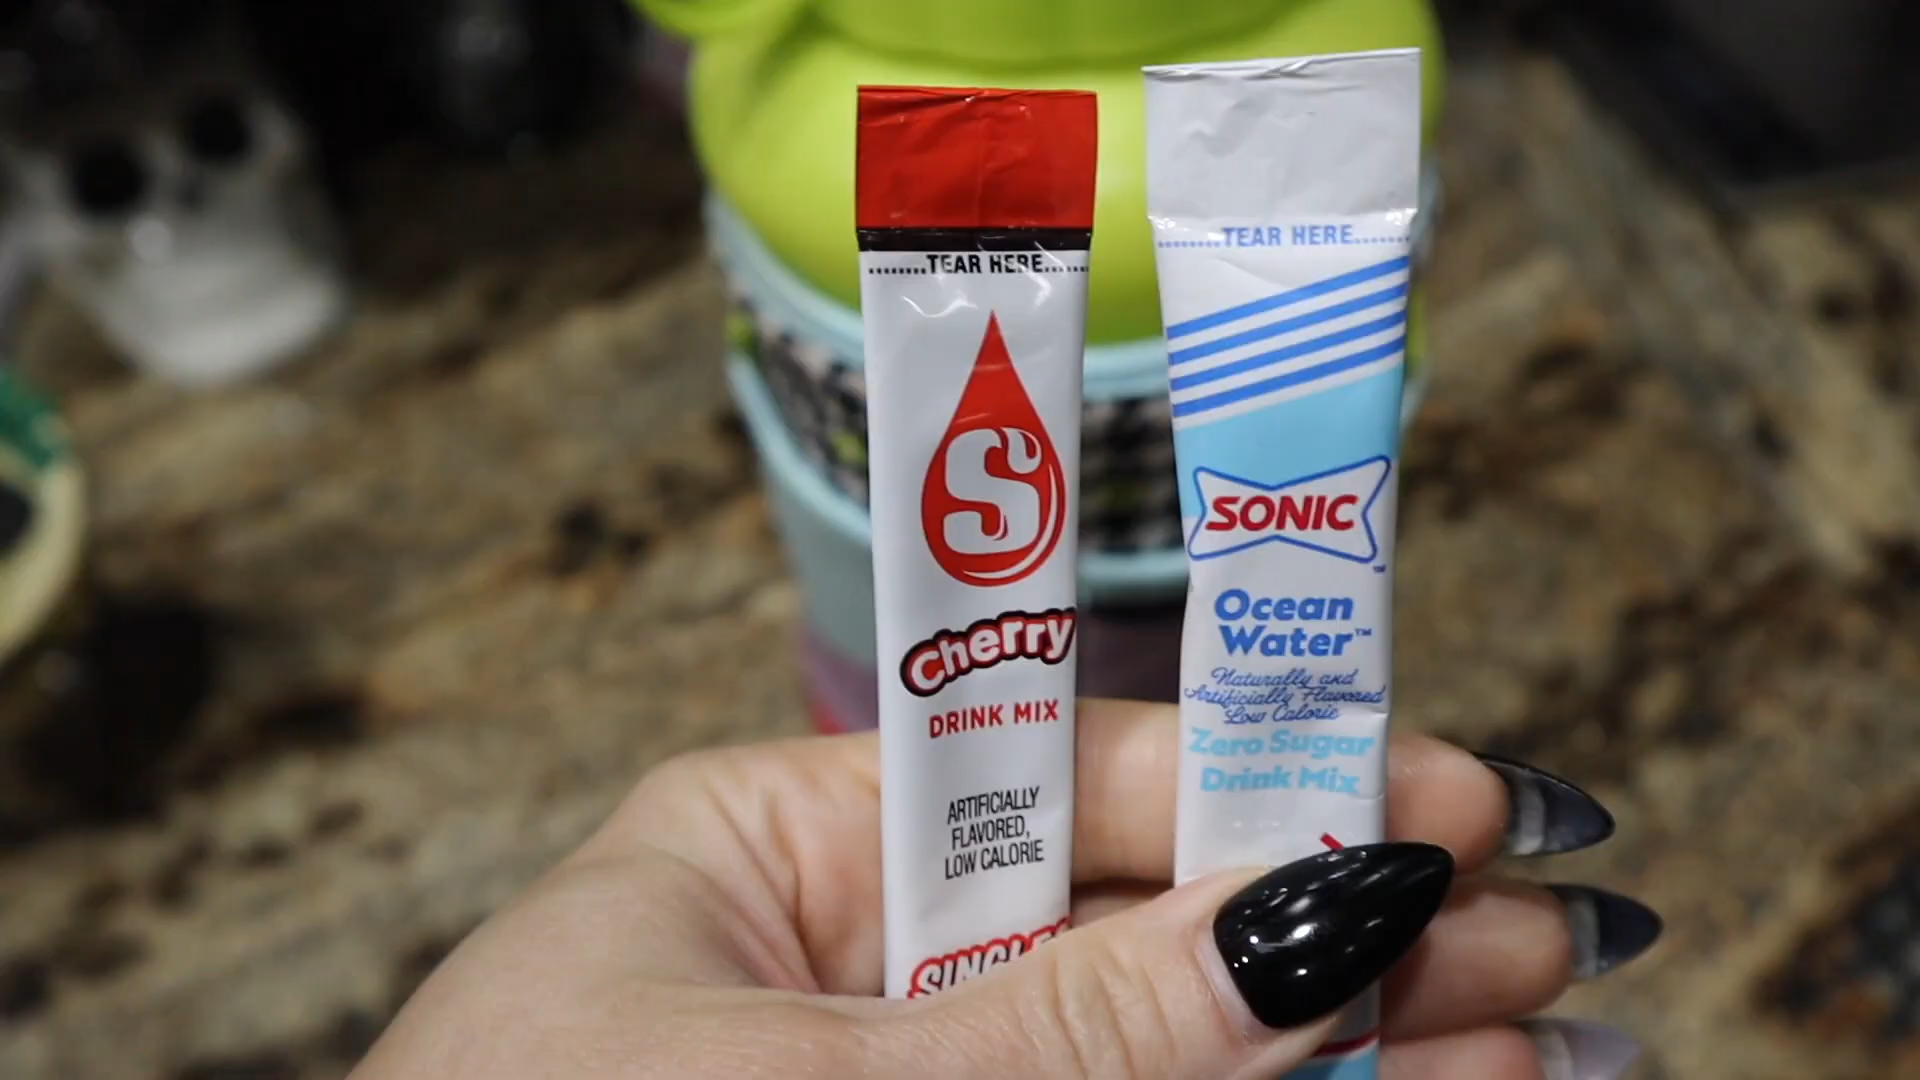 TEAR HERE
S
Cherry
DRINK MIX
ARTIFICIALLY
FLAVORED,
LOW CALORIE
TEAR HERE
SONIC
Ocean
Water™
Naturally and
Artificially Flavored
Low Calorie
Zero Sugar
Drink Mix